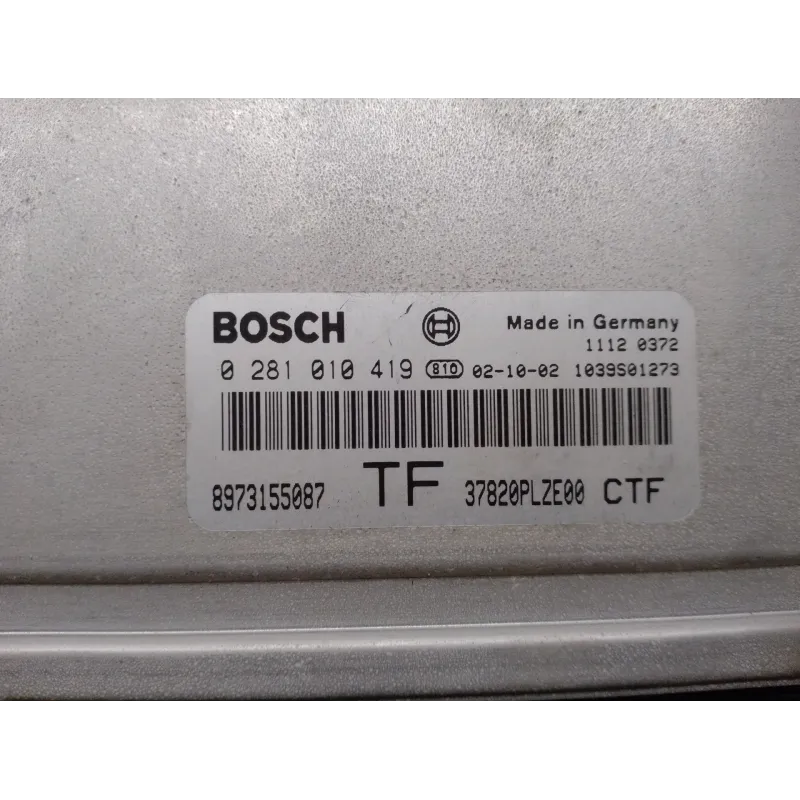 BOSCH Made in Germany
1112 0372
0 281 010 419 810 02-10-02 1039S01273
8973155087 TF 37820PLZE00 CTF